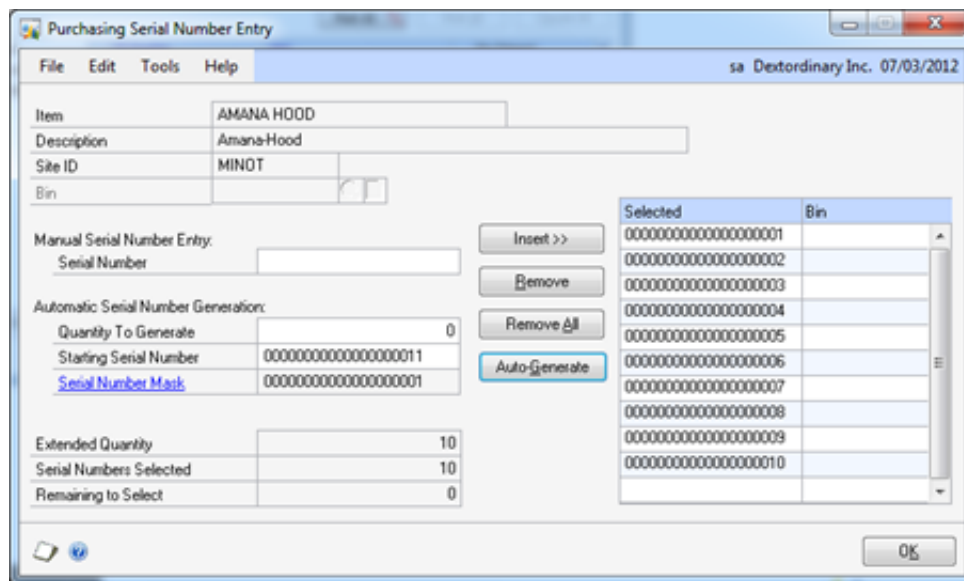 Purchasing Serial Number Entry
File Edit Tools Help sa Dextordinary Inc. 07/03/2012
Item AMANA HOOD
Description Amana-Hood
Site ID MINOT
Bin
Manual Serial Number Entry:
Serial Number
Automatic Serial Number Generation:
Quantity To Generate 0
Starting Serial Number 00000000000000000011
Serial Number Mask 00000000000000000001
Extended Quantity 10
Serial Numbers Selected 10
Remaining to Select 0
Insert >>
Remove
Remove All
Auto-Generate
Selected Bin
00000000000000000001
00000000000000000002
00000000000000000003
00000000000000000004
00000000000000000005
00000000000000000006
00000000000000000007
00000000000000000008
00000000000000000009
00000000000000000010
OK